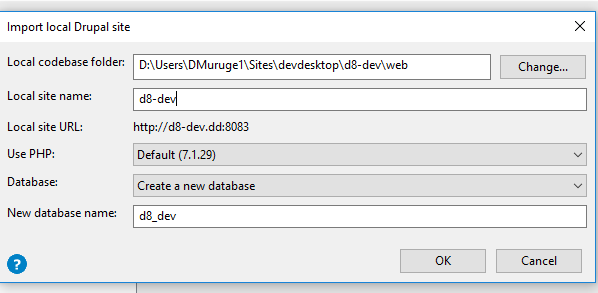 Import local Drupal site
Local codebase folder: D:\Users\DMuruge1\Sites\devdesktop\d8-dev\web Change...
Local site name: d8-dev
Local site URL: http://d8-dev.dd:8083
Use PHP: Default (7.1.29)
Database: Create a new database
New database name: d8_dev
? OK Cancel